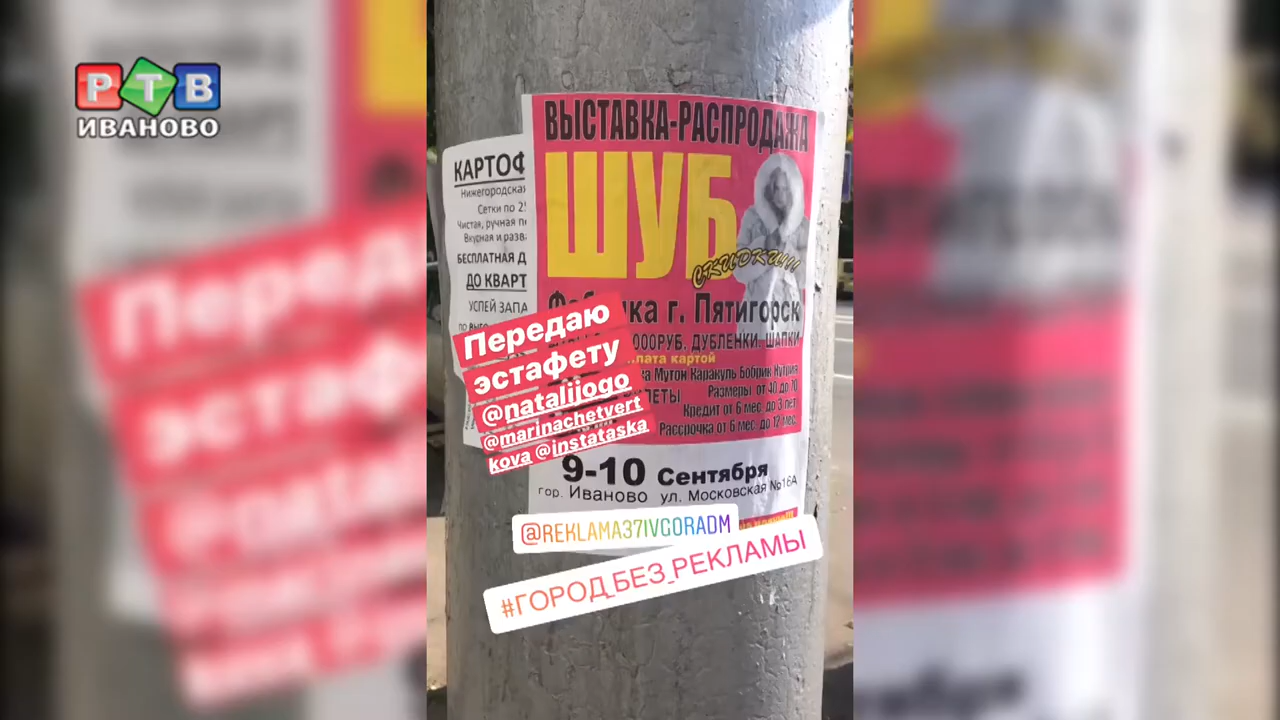 РТВ
ИВАНОВО
ВЫСТАВКА-РАСПРОДАЖА
ШУБ
СКИДКИ!!!
г. Пятигорск
000РУБ. ДУБЛЕНКИ. ШАПКИ
картой
Мутон Каракуль Бобрик Нутрия
Размеры от 40 до 70
Кредит от 6 мес. до 3 лет
Рассрочка от 6 мес. до 12 мес.
9-10 Сентября
гор. Иваново ул. Московская №16А
КАРТОФ
Нижегородская
Сетки по
Чистая, ручная
Вкусная и
БЕСПЛАТНАЯ Д
ДО КВАРТ
УСПЕЙ ЗАПА
Передаю
эстафету
@natalijogo
@marinachetvert
kova @instataska
@REKLAMA37IVGORADM
#ГОРОД_БЕЗ_РЕКЛАМЫ